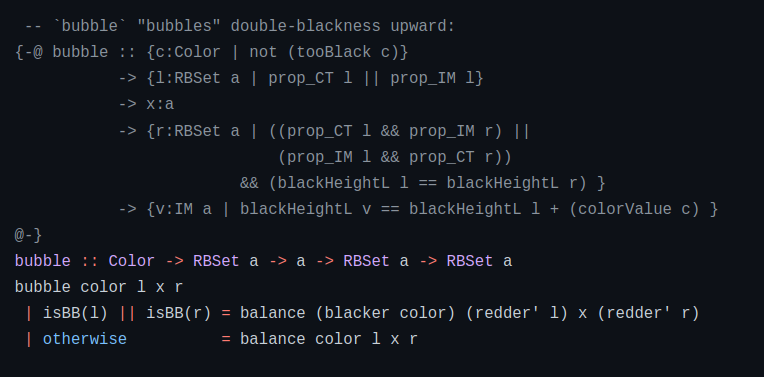 -- `bubble` "bubbles" double-blackness upward:
{-@ bubble :: {c:Color | not (tooBlack c)}
-> {l:RBSet a | prop_CT l || prop_IM l}
-> x:a
-> {r:RBSet a | ((prop_CT l && prop_IM r) ||
(prop_IM l && prop_CT r))
&& (blackHeightL l == blackHeightL r) }
-> {v:IM a | blackHeightL v == blackHeightL l + (colorValue c) }
@-}
bubble :: Color -> RBSet a -> a -> RBSet a -> RBSet a
bubble color l x r
| isBB(l) || isBB(r) = balance (blacker color) (redder' l) x (redder' r)
| otherwise = balance color l x r